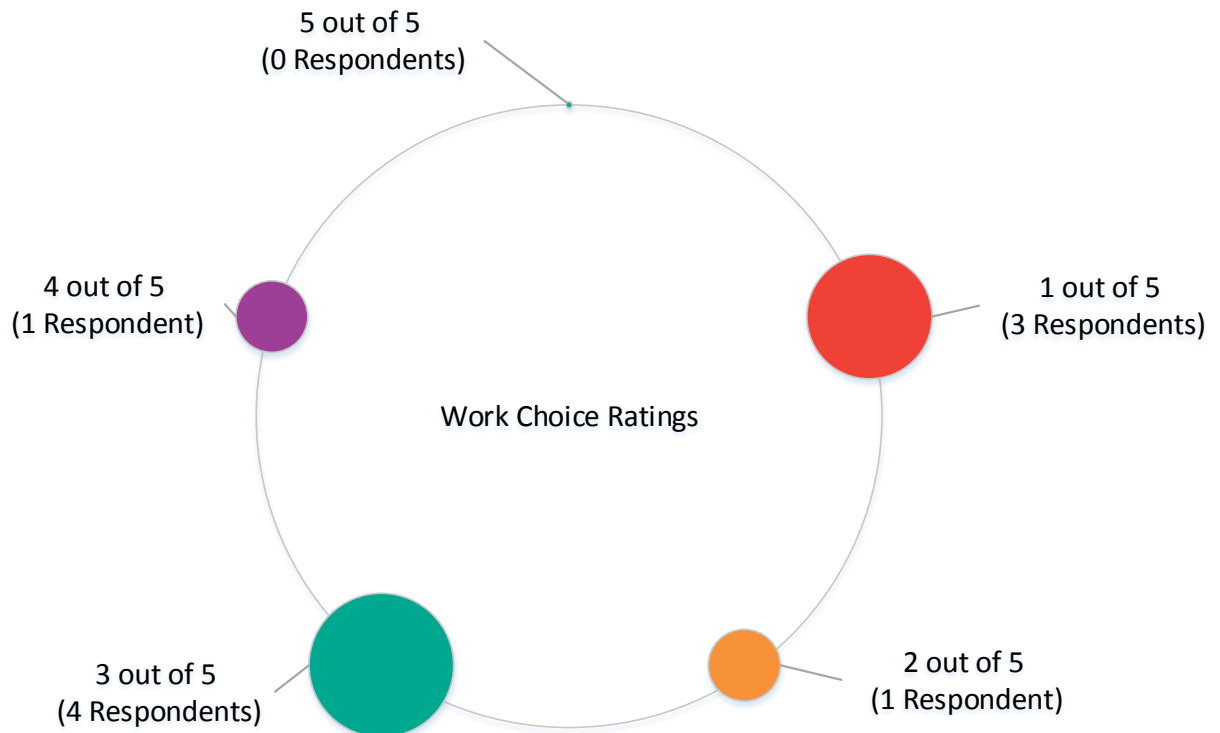 5 out of 5
(0 Respondents)
4 out of 5
(1 Respondent)
1 out of 5
(3 Respondents)
Work Choice Ratings
3 out of 5
(4 Respondents)
2 out of 5
(1 Respondent)